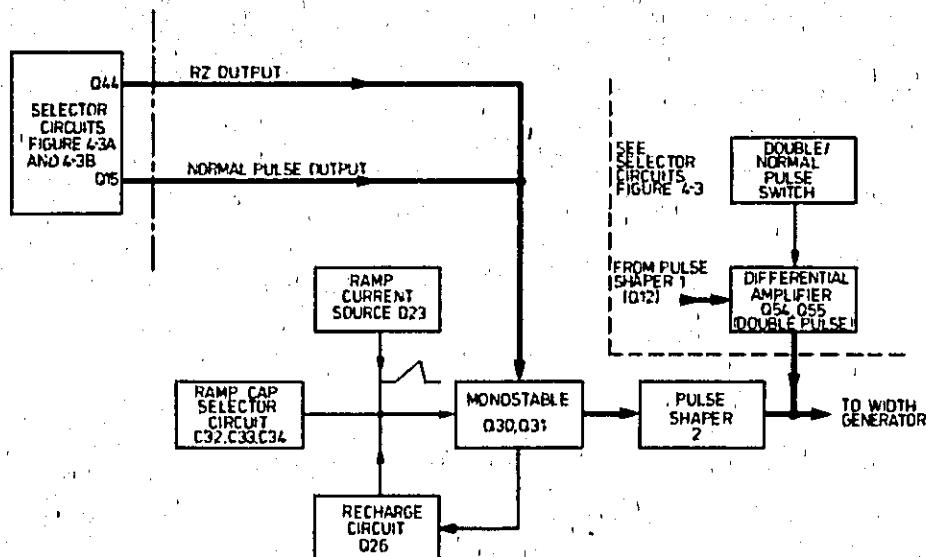 Q44
RZ OUTPUT
SELECTOR
CIRCUITS
FIGURE 4-3A
AND 4-3B
Q15
NORMAL PULSE OUTPUT
SEE
SELECTOR
CIRCUITS
FIGURE 4-3
DOUBLE/
NORMAL
PULSE
SWITCH
FROM PULSE
SHAPER 1
(Q12)
DIFFERENTIAL
AMPLIFIER
Q54, Q55
(DOUBLE PULSE)
RAMP
CURRENT
SOURCE Q23
RAMP CAP
SELECTOR
CIRCUIT
C32,C33,C34
MONOSTABLE
Q30,Q31
PULSE
SHAPER
2
TO WIDTH
GENERATOR
RECHARGE
CIRCUIT
Q26